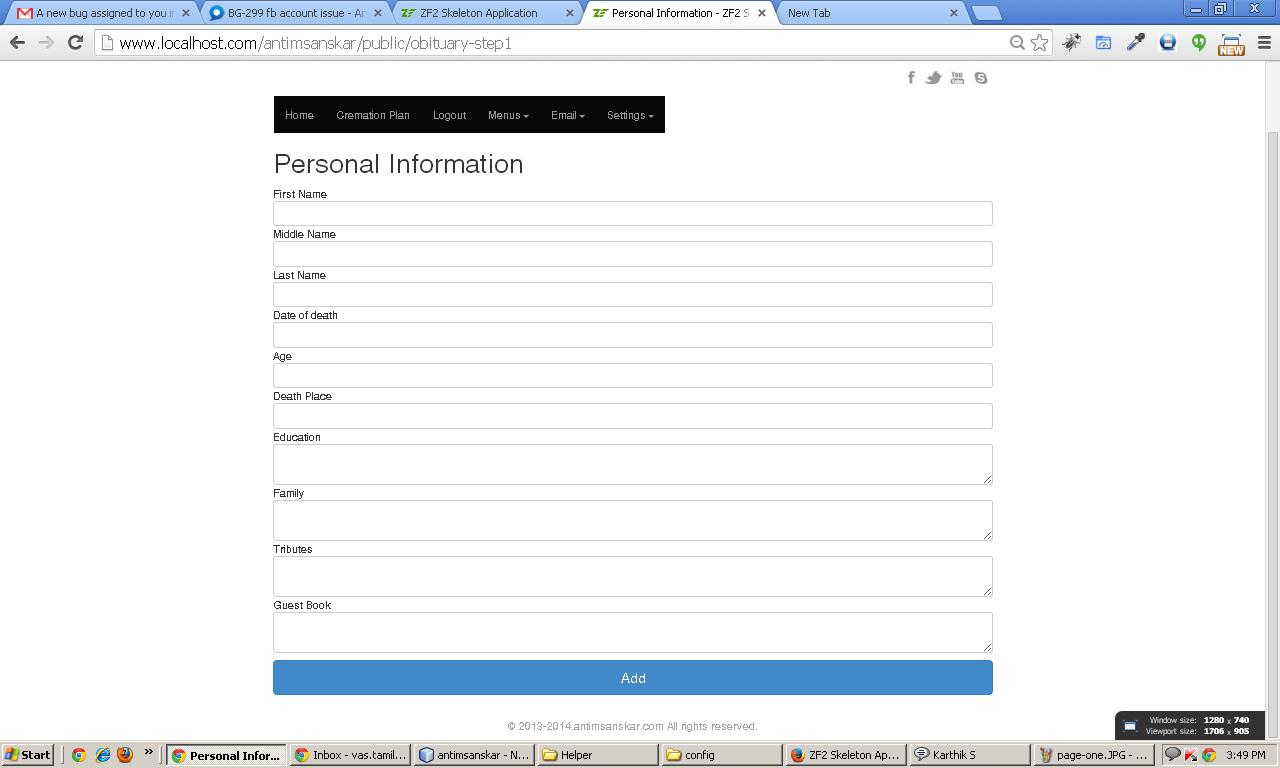 A new bug assigned to you i
BG-299 fb account issue - Ar
ZF2 Skeleton Application
Personal Information - ZF2 S
New Tab
www.localhost.com/antimsanskar/public/obituary-step1
NEW
You Tube
Home Cremation Plan Logout Menus Email Settings
Personal Information
First Name
Middle Name
Last Name
Date of death
Age
Death Place
Education
Family
Tributes
Guest Book
Add
© 2013-2014.antimsanskar.com All rights reserved.
Window size: 1280 x 740
Viewport size: 1706 x 905
Start
»
Personal Infor...
Inbox - vas.tamil...
antimsanskar - N...
Helper
config
ZF2 Skeleton Ap...
Karthik S
page-one.JPG - ...
3:49 PM